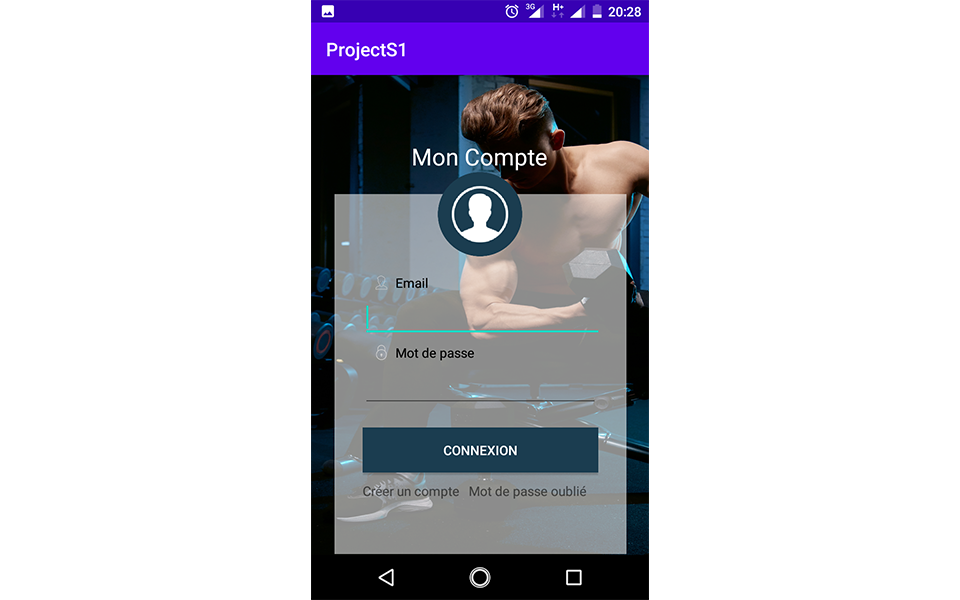 3G H+ 20:28
ProjectS1
Mon Compte
Email
Mot de passe
CONNEXION
Créer un compte Mot de passe oublié